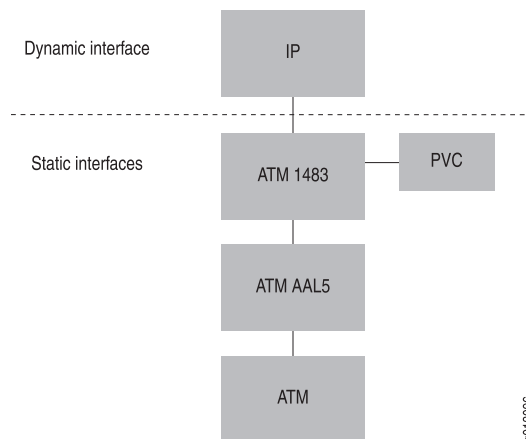 Dynamic interface
IP
Static interfaces
ATM 1483
PVC
ATM AAL5
ATM